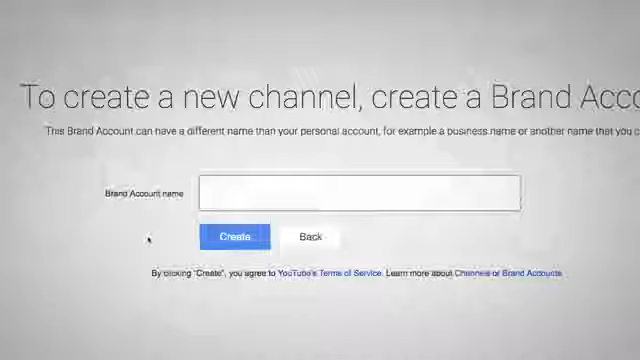 To create a new channel, create a Brand Acco
This Brand Account can have a different name than your personal account, for example a business name or another name that you c
Brand Account name
Create
Back
By clicking "Create", you agree to YouTube's Terms of Service. Learn more about Channels or Brand Accounts